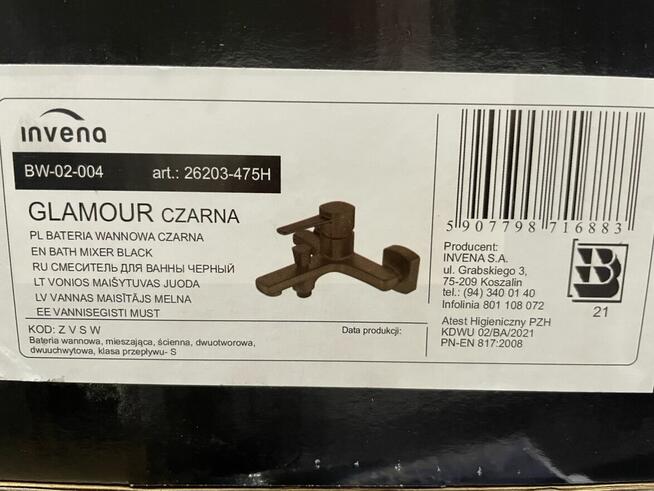 invena
BW-02-004 art.: 26203-475H
GLAMOUR CZARNA
PL BATERIA WANNOWA CZARNA
EN BATH MIXER BLACK
RU СМЕСИТЕЛЬ ДЛЯ ВАННЫ ЧЕРНЫЙ
LT VONIOS MAIŠYTUVAS JUODA
LV VANNAS MAISĪTĀJS MELNA
EE VANNISEGISTI MUST
KOD: Z V S W
Data produkcji:
Bateria wannowa, mieszająca, ścienna, dwuotworowa,
dwuuchwytowa, klasa przepływu- S
5 907798 716883
Producent:
INVENA S.A.
ul. Grabskiego 3,
75-209 Koszalin
tel.: (94) 340 01 40
Infolinia 801 108 072
B
21
Atest Higieniczny PZH
KDWU 02/BA/2021
PN-EN 817:2008